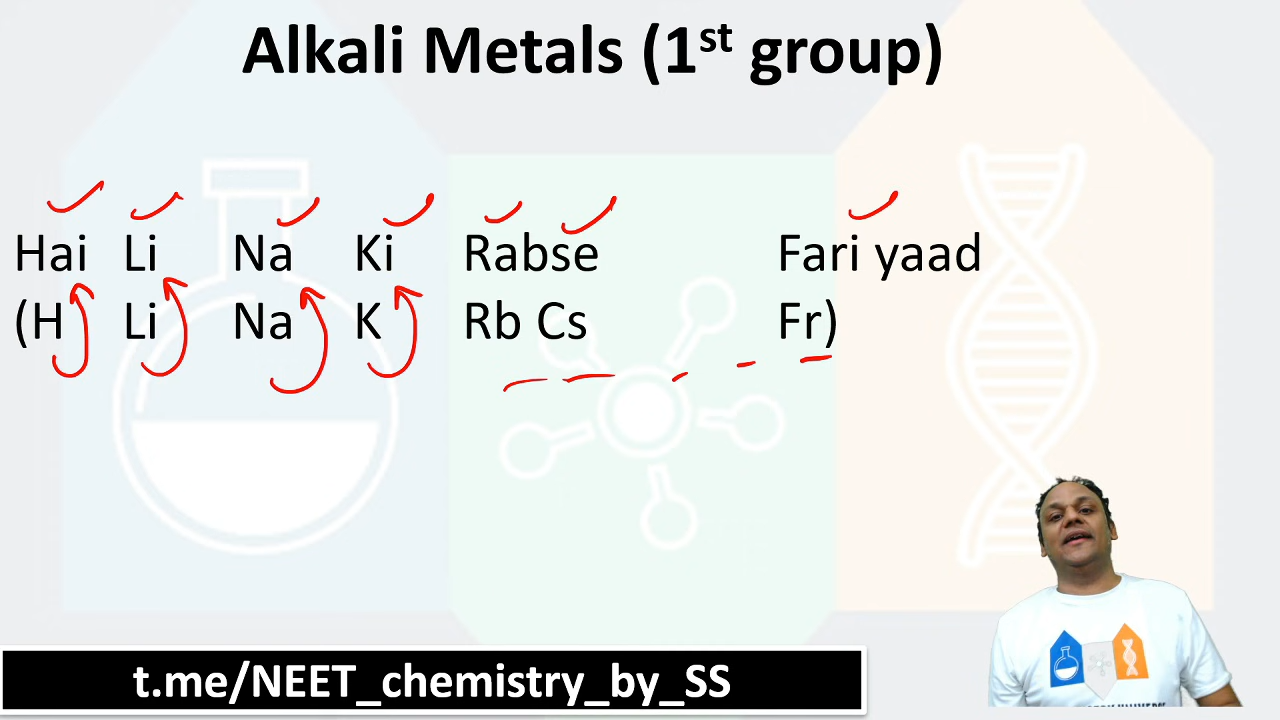 Alkali Metals (1st group)
Hai Li Na Ki Rabse Fari yaad
(H Li Na K Rb Cs Fr)
t.me/NEET_chemistry_by_SS